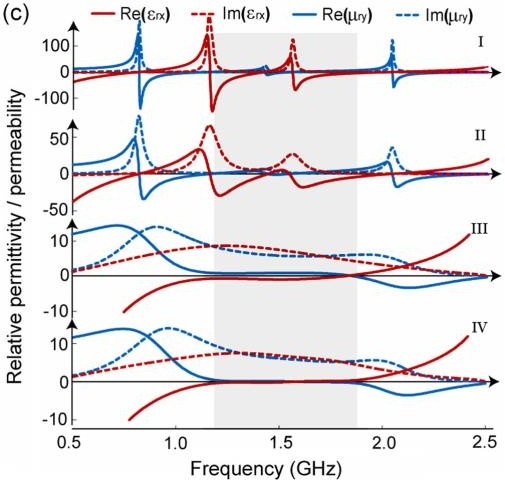 (c)
Re(εrx) Im(εrx) Re(μry) Im(μry)
Relative permittivity / permeability
100
0
-100
I
50
0
-50
II
10
0
-10
III
10
0
-10
IV
0.5 1.0 1.5 2.0 2.5
Frequency (GHz)